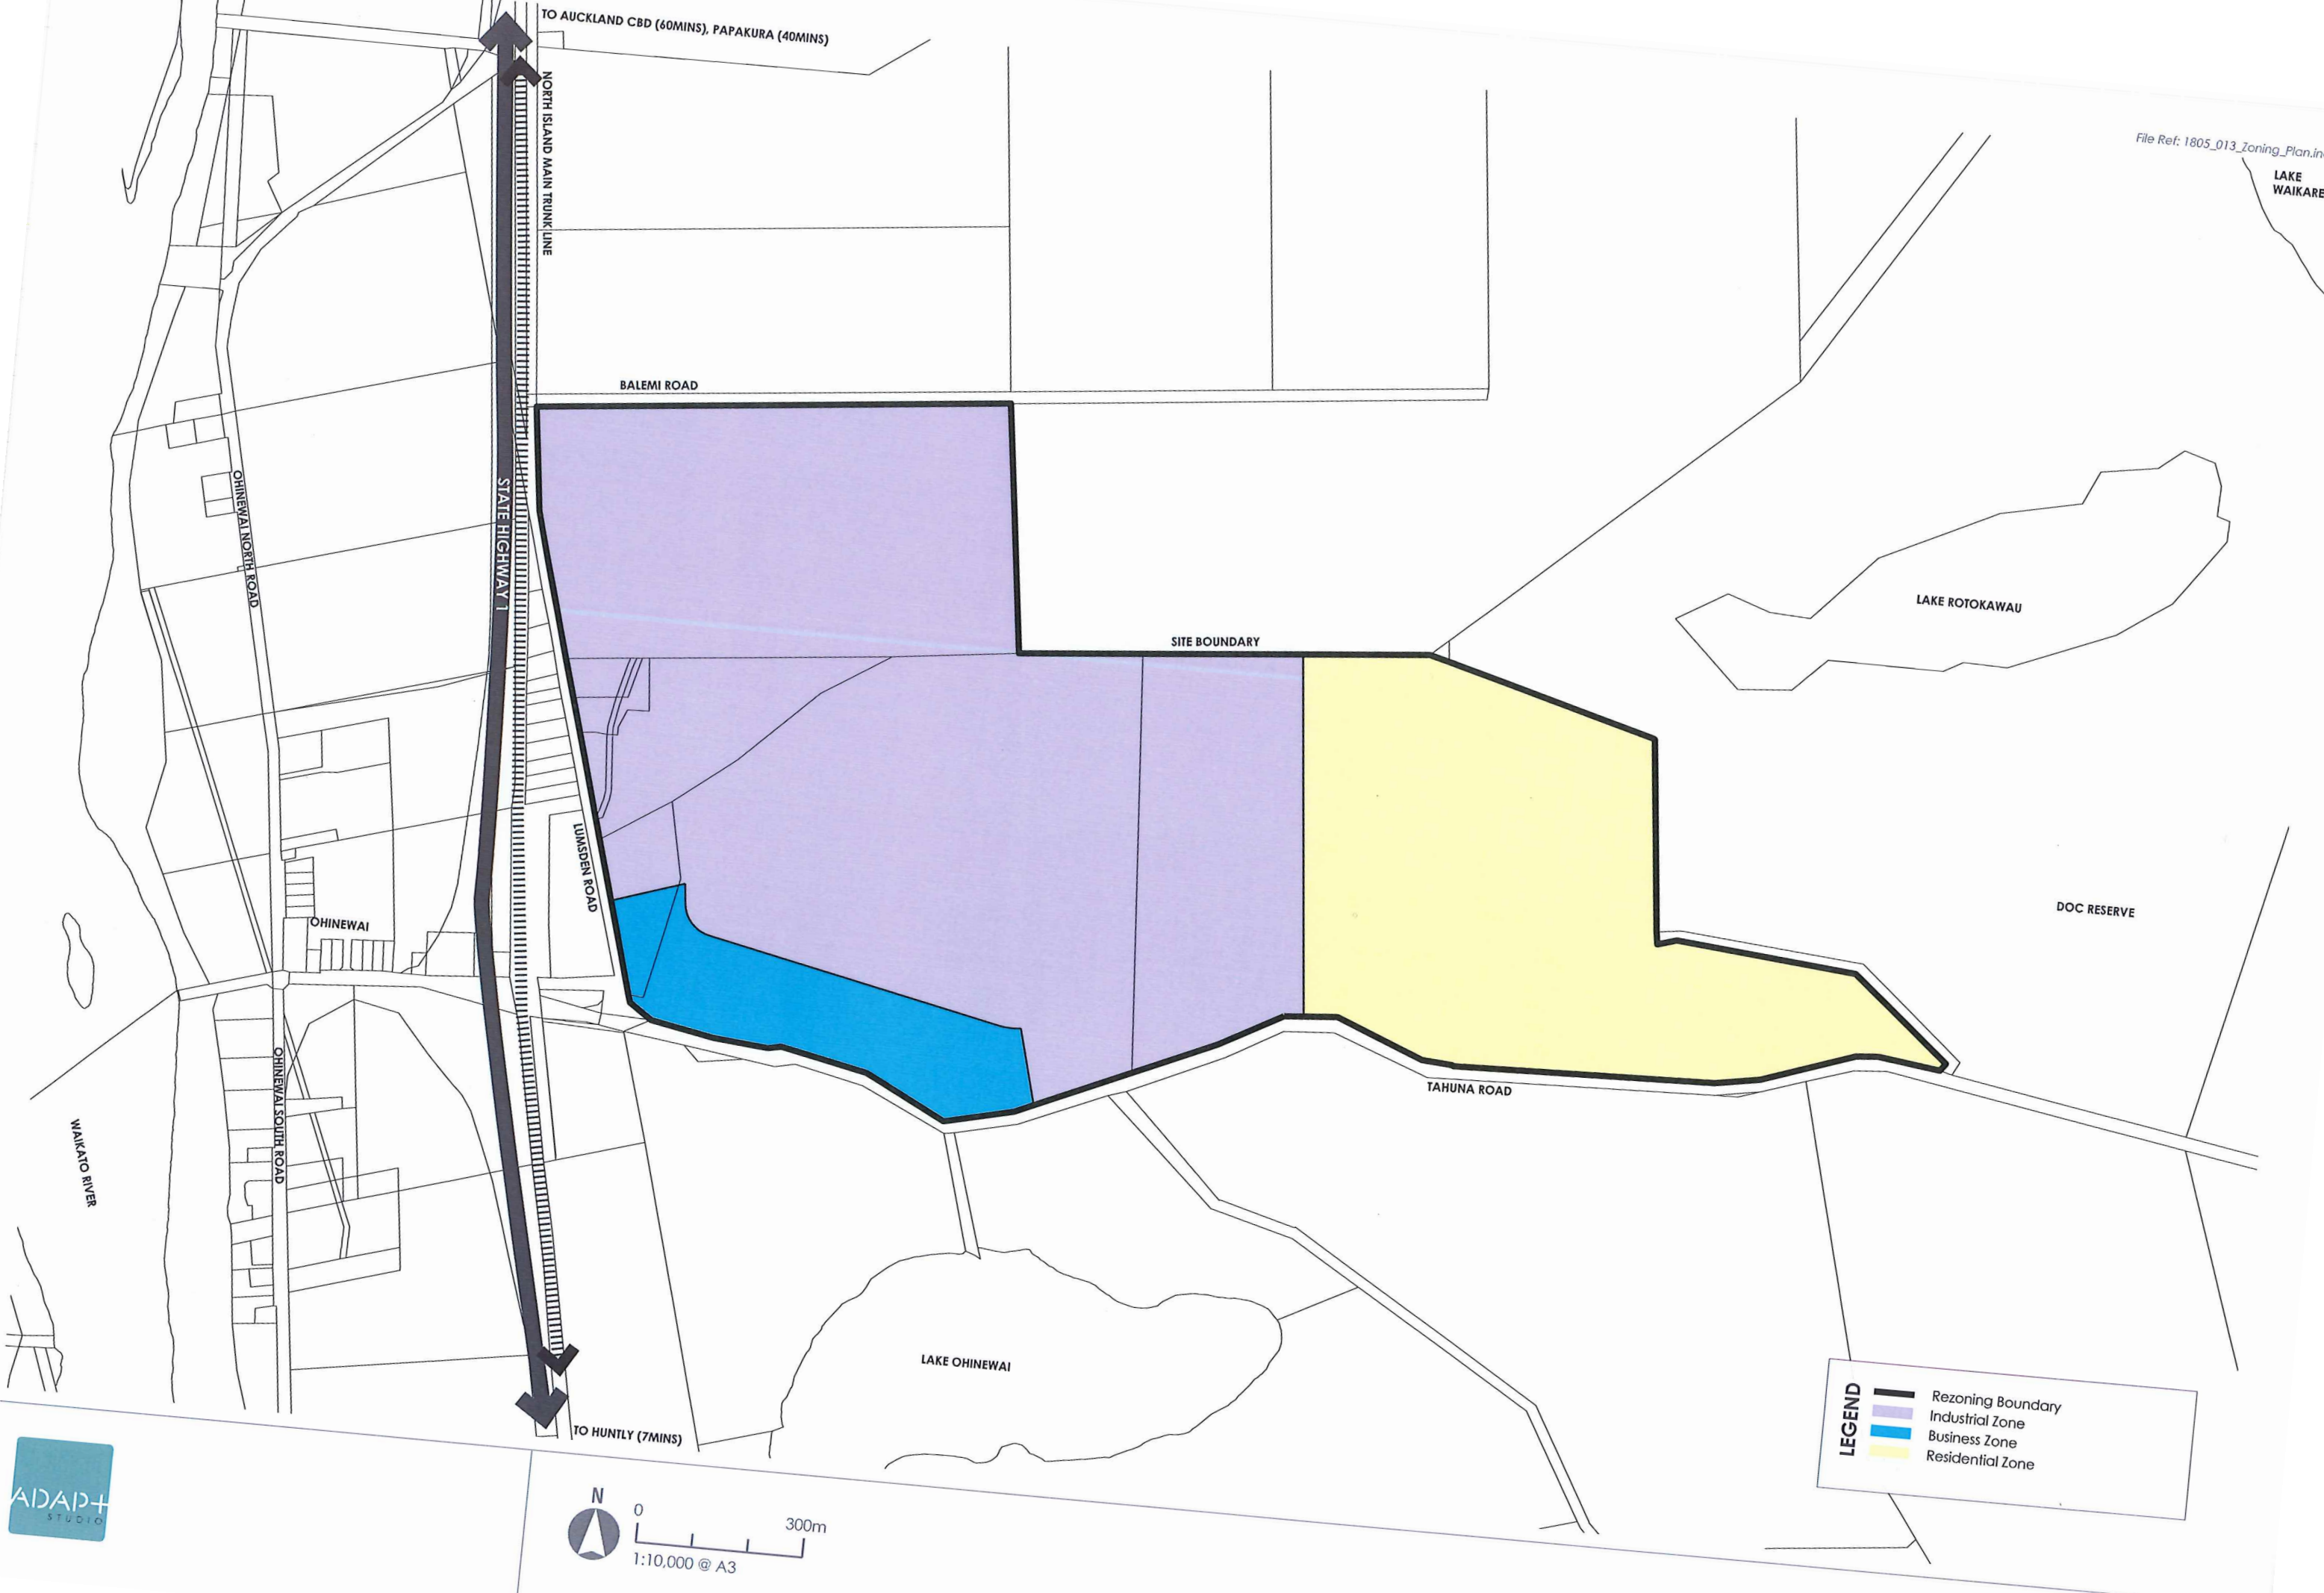 TO AUCKLAND CBD (60MINS), PAPAKURA (40MINS)
NORTH ISLAND MAIN TRUNK LINE
File Ref: 1805_013_Zoning_Plan.in
LAKE
WAIKARE
BALEMI ROAD
STATE HIGHWAY 1
OHINEWAI NORTH ROAD
SITE BOUNDARY
LAKE ROTOKAWAU
LUMSDEN ROAD
OHINEWAI
DOC RESERVE
OHINEWAI SOUTH ROAD
TAHUNA ROAD
WAIKATO RIVER
LAKE OHINEWAI
TO HUNTLY (7MINS)
LEGEND
Rezoning Boundary
Industrial Zone
Business Zone
Residential Zone
ADAP+
STUDIO
N
0
300m
1:10,000 @ A3